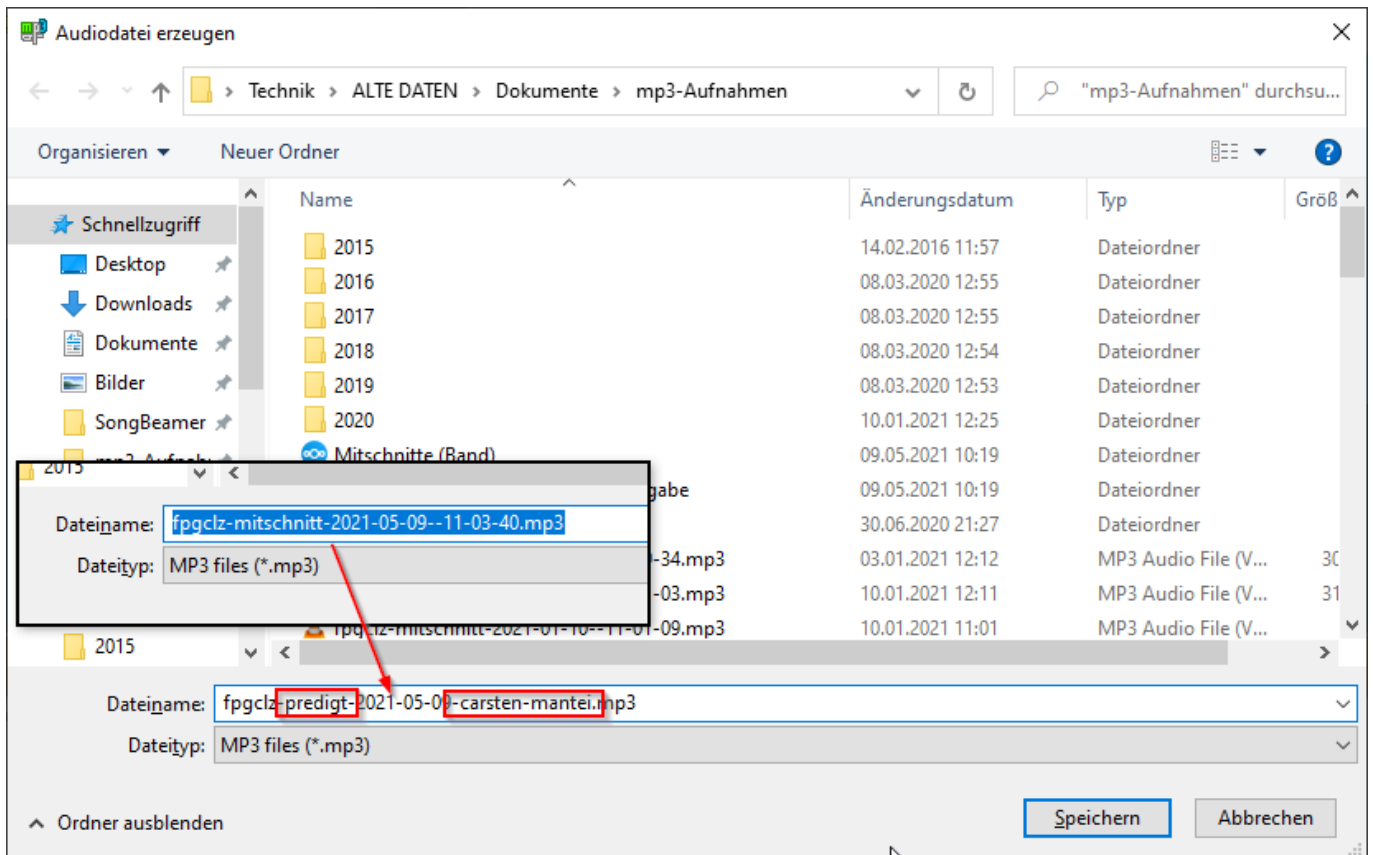 Audiodatei erzeugen
Technik > ALTE DATEN > Dokumente > mp3-Aufnahmen
"mp3-Aufnahmen" durchsu...
Organisieren
Neuer Ordner
Name Änderungsdatum Typ Größ
Schnellzugriff
Desktop
Downloads
Dokumente
Bilder
SongBeamer
2015 14.02.2016 11:57 Dateiordner
2016 08.03.2020 12:55 Dateiordner
2017 08.03.2020 12:55 Dateiordner
2018 08.03.2020 12:54 Dateiordner
2019 08.03.2020 12:53 Dateiordner
2020 10.01.2021 12:25 Dateiordner
Mitschnitte (Band) 09.05.2021 10:19 Dateiordner
gabe 09.05.2021 10:19 Dateiordner
30.06.2020 21:27 Dateiordner
-34.mp3 03.01.2021 12:12 MP3 Audio File (V... 30
-03.mp3 10.01.2021 12:11 MP3 Audio File (V... 31
fpgclz-mitschnitt-2021-01-10--11-01-09.mp3 10.01.2021 11:01 MP3 Audio File (V...
2015
Dateiname: fpgclz-mitschnitt-2021-05-09--11-03-40.mp3
Dateityp: MP3 files (*.mp3)
2015
Dateiname: fpgclz-predigt-2021-05-09-carsten-mantei.mp3
Dateityp: MP3 files (*.mp3)
Ordner ausblenden
Speichern
Abbrechen